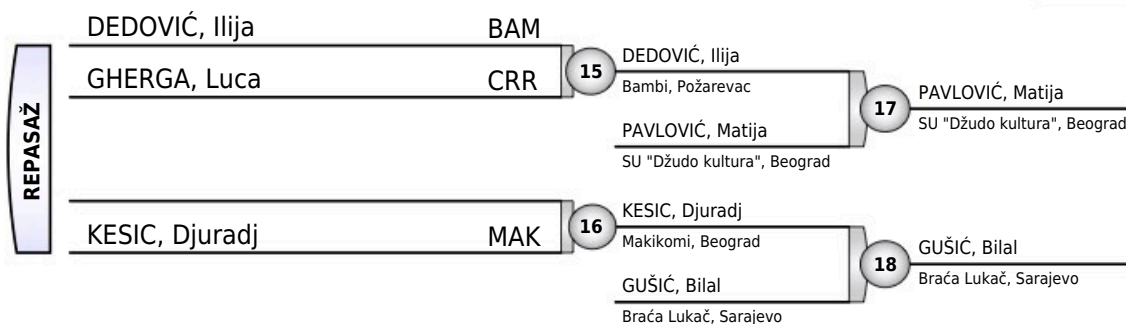 REPASAŽ
DEDOVIĆ, Ilija BAM
GHERGA, Luca CRR
15
DEDOVIĆ, Ilija
Bambi, Požarevac
PAVLOVIĆ, Matija
SU "Džudo kultura", Beograd
17
PAVLOVIĆ, Matija
SU "Džudo kultura", Beograd
KESIC, Djuradj MAK
16
KESIC, Djuradj
Makikomi, Beograd
GUŠIĆ, Bilal
Braća Lukač, Sarajevo
18
GUŠIĆ, Bilal
Braća Lukač, Sarajevo